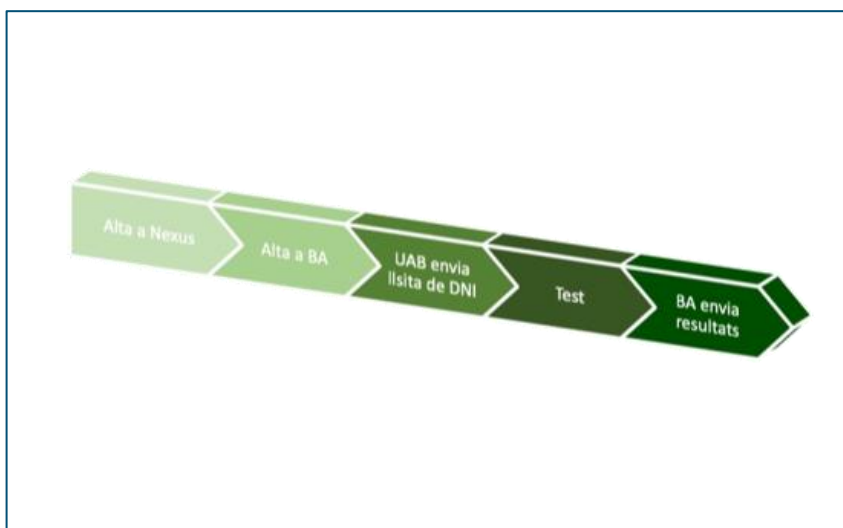 Alta a Nexus
Alta a BA
UAB envia
llsita de DNI
Test
BA envia
resultats